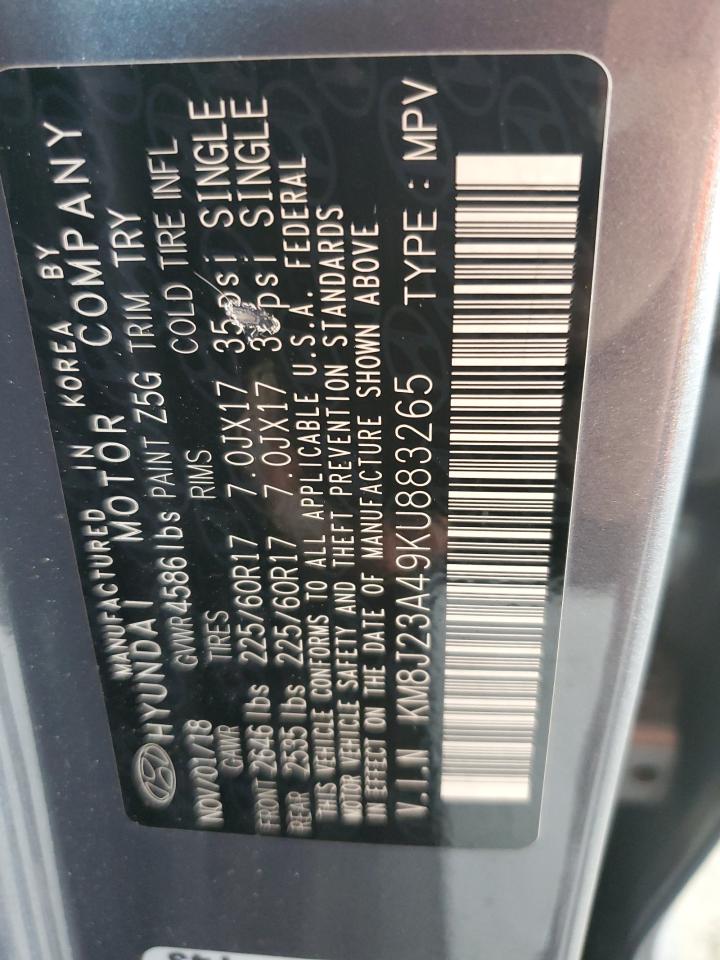 MANUFACTURED IN KOREA BY
HYUNDAI MOTOR COMPANY
NOV/01/18 GVWR 4586 lbs PAINT Z5G TRIM TRY
GAWR TIRES RIMS COLD TIRE INFL
FRONT 2646 lbs 225/60R17 7.0JX17 35psi SINGLE
REAR 2535 lbs 225/60R17 7.0JX17 3 psi SINGLE
THIS VEHICLE CONFORMS TO ALL APPLICABLE U.S.A. FEDERAL
MOTOR VEHICLE SAFETY AND THEFT PREVENTION STANDARDS
IN EFFECT ON THE DATE OF MANUFACTURE SHOWN ABOVE
V.I.N KM8J23A49KU883265 TYPE : MPV